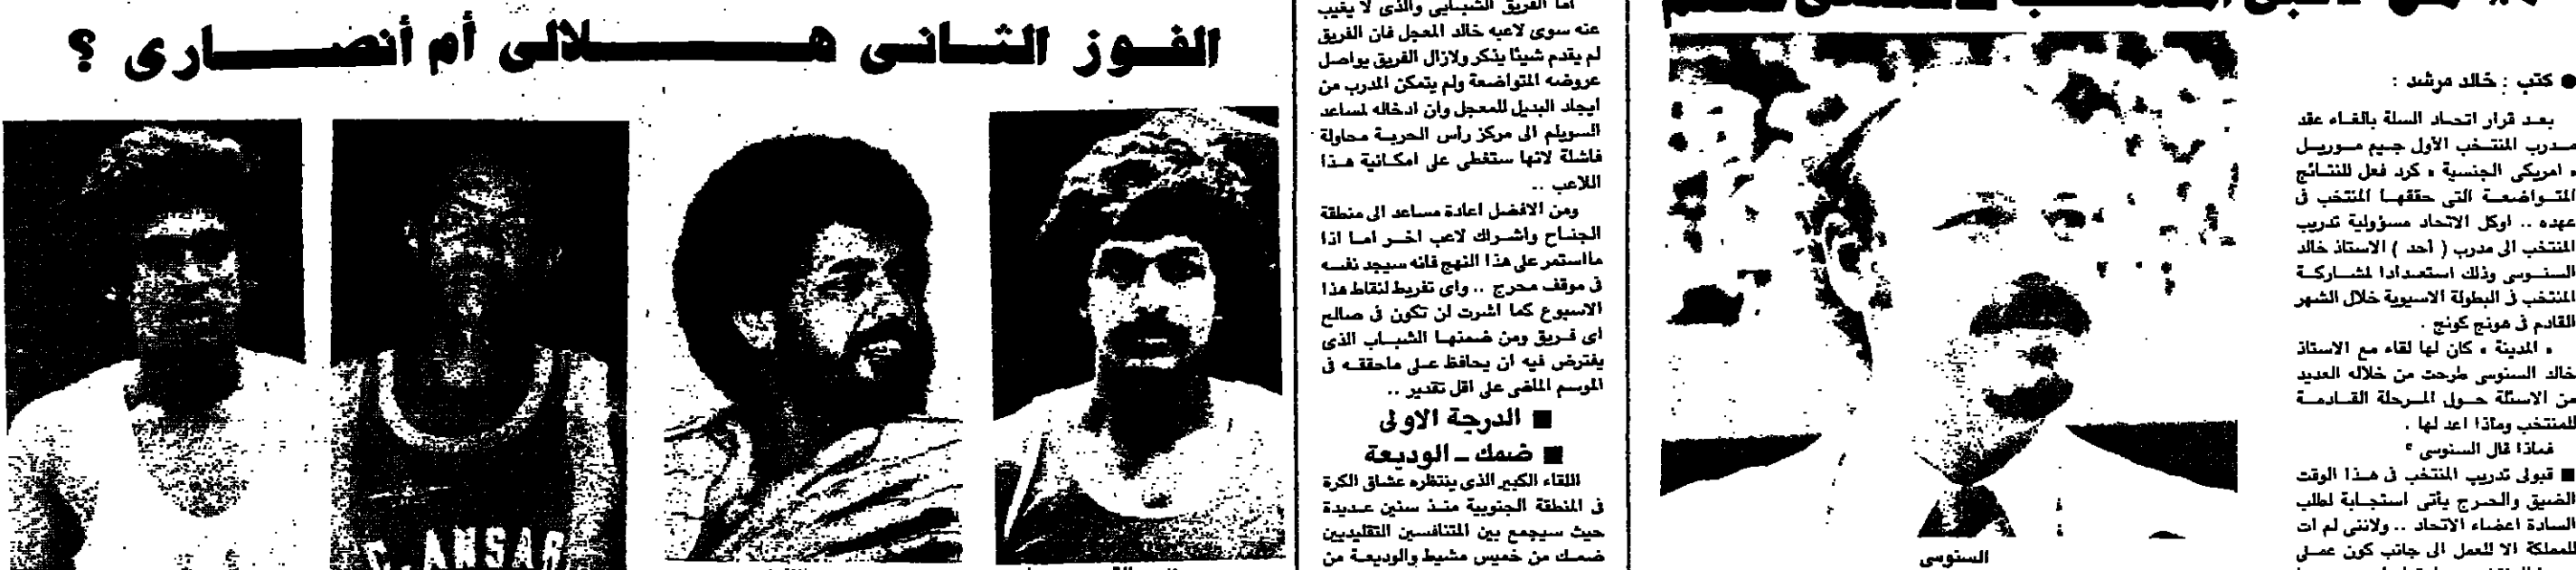 ● كتب : خالد مرشد :
بعد قرار اتحاد السلة بالغاء عقد
مدرب المنتخب الأول جيم موريل
« امريكى الجنسية » كرد فعل للنتائج
المتواضعة التى حققها المنتخب فى
عهده .. اوكل الاتحاد مسؤولية تدريب
المنتخب الى مدرب ( أحد ) الاستاذ خالد
السنوسى وذلك استعدادا لمشاركة
المنتخب فى البطولة الاسيوية خلال الشهر
القادم فى هونج كونج .
« المدينة » كان لها لقاء مع الاستاذ
خالد السنوسى طرحت من خلاله العديد
من الاسئلة حول المرحلة القادمة
للمنتخب وماذا اعد لها .
فماذا قال السنوسى ؟
■ قبولى تدريب المنتخب فى هذا الوقت
الضيق والحرج يأتى استجابة لطلب
السادة اعضاء الاتحاد .. ولاننى لم ات
للمملكة الا للعمل الى جانب كون عملى
السنوسى
اما الفريق الشبابى والذى لا يغيب
عنه سوى لاعبه خالد المعجل فان الفريق
لم يقدم شيئا يذكر ولازال الفريق يواصل
عروضه المتواضعة ولم يتمكن المدرب من
ايجاد البديل للمعجل وان ادخاله لمساعد
السويلم الى مركز رأس الحربة محاولة
فاشلة لانها ستغطى على امكانية هذا
اللاعب ..
ومن الافضل اعادة مساعد الى منطقة
الجناح واشراك لاعب اخر اما اذا
مااستمر على هذا النهج فانه سيجد نفسه
فى موقف محرج .. واى تفريط لنقاط هذا
الاسبوع كما اشرت لن تكون فى صالح
اى فريق ومن ضمنها الشباب الذى
يفترض فيه ان يحافظ على ماحققه فى
الموسم الماضى على اقل تقدير ..
■ الدرجة الاولى
■ ضمك ـ الوديعة
اللقاء الكبير الذى ينتظره عشاق الكرة
فى المنطقة الجنوبية منذ سنين عديدة
حيث سيجمع بين المتنافسين التقليديين
ضمك من خميس مشيط والوديعة من
الفوز الثانى هلالى أم أنصارى ؟
C. ANSAR